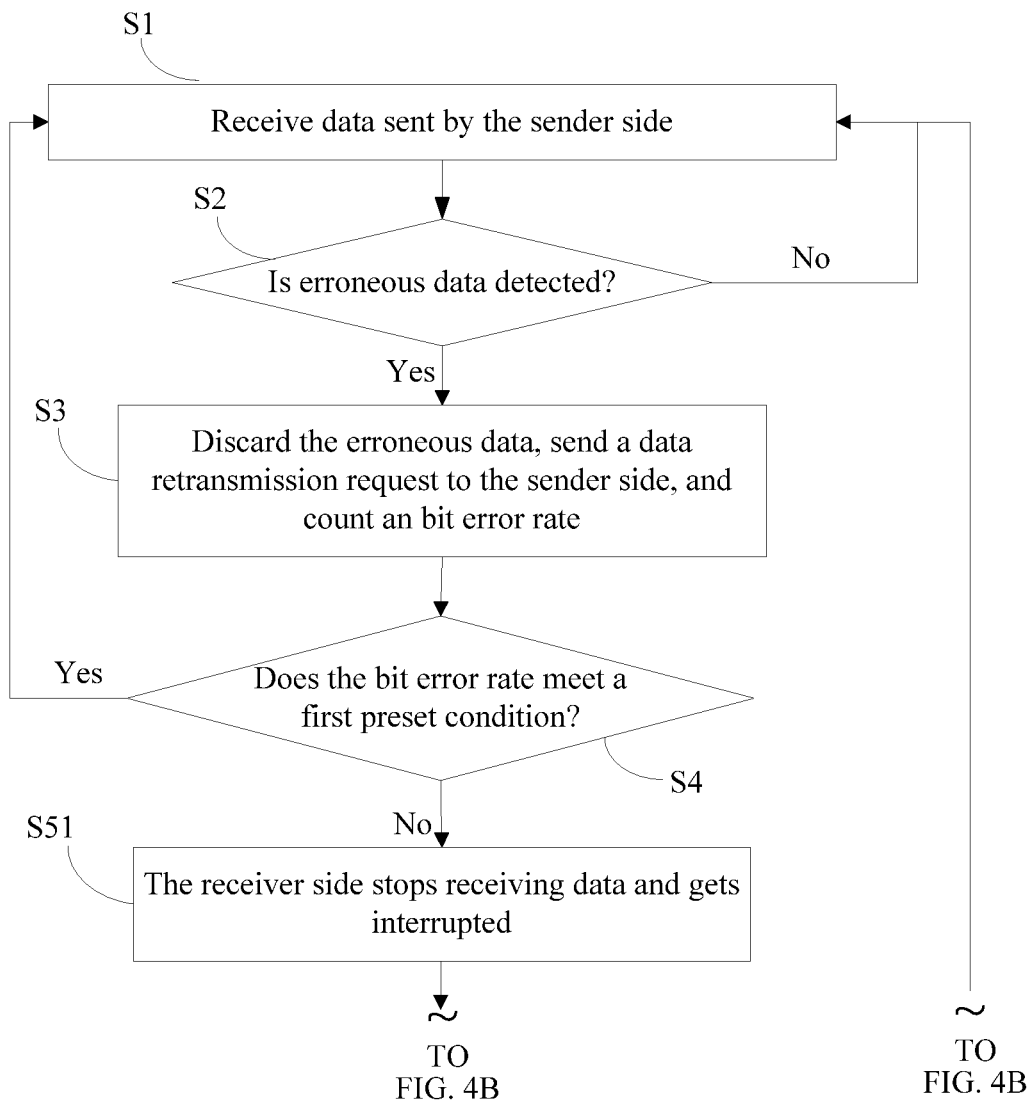 S1
Receive data sent by the sender side
S2
Is erroneous data detected?
No
Yes
S3
Discard the erroneous data, send a data
retransmission request to the sender side, and
count an bit error rate
Yes
Does the bit error rate meet a
first preset condition?
S4
No
S51
The receiver side stops receiving data and gets
interrupted
~
TO
FIG. 4B
~
TO
FIG. 4B